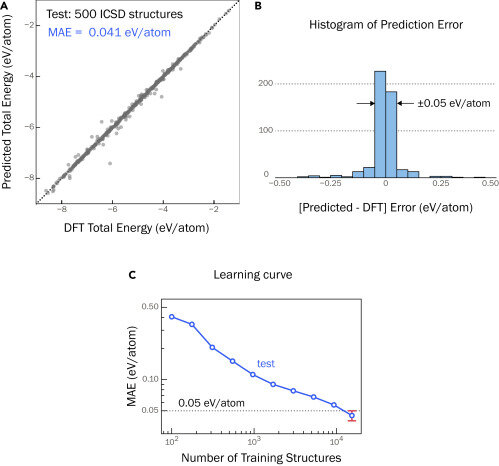 A
Test: 500 ICSD structures
MAE = 0.041 eV/atom
Predicted Total Energy (eV/atom)
−2
−4
−6
−8
−8
−6
−4
−2
DFT Total Energy (eV/atom)
B
Histogram of Prediction Error
200
100
0
±0.05 eV/atom
−0.50
−0.25
0
0.25
0.50
[Predicted - DFT] Error (eV/atom)
C
Learning curve
MAE (eV/atom)
0.50
0.10
0.05
test
0.05 eV/atom
10²
10³
10⁴
Number of Training Structures